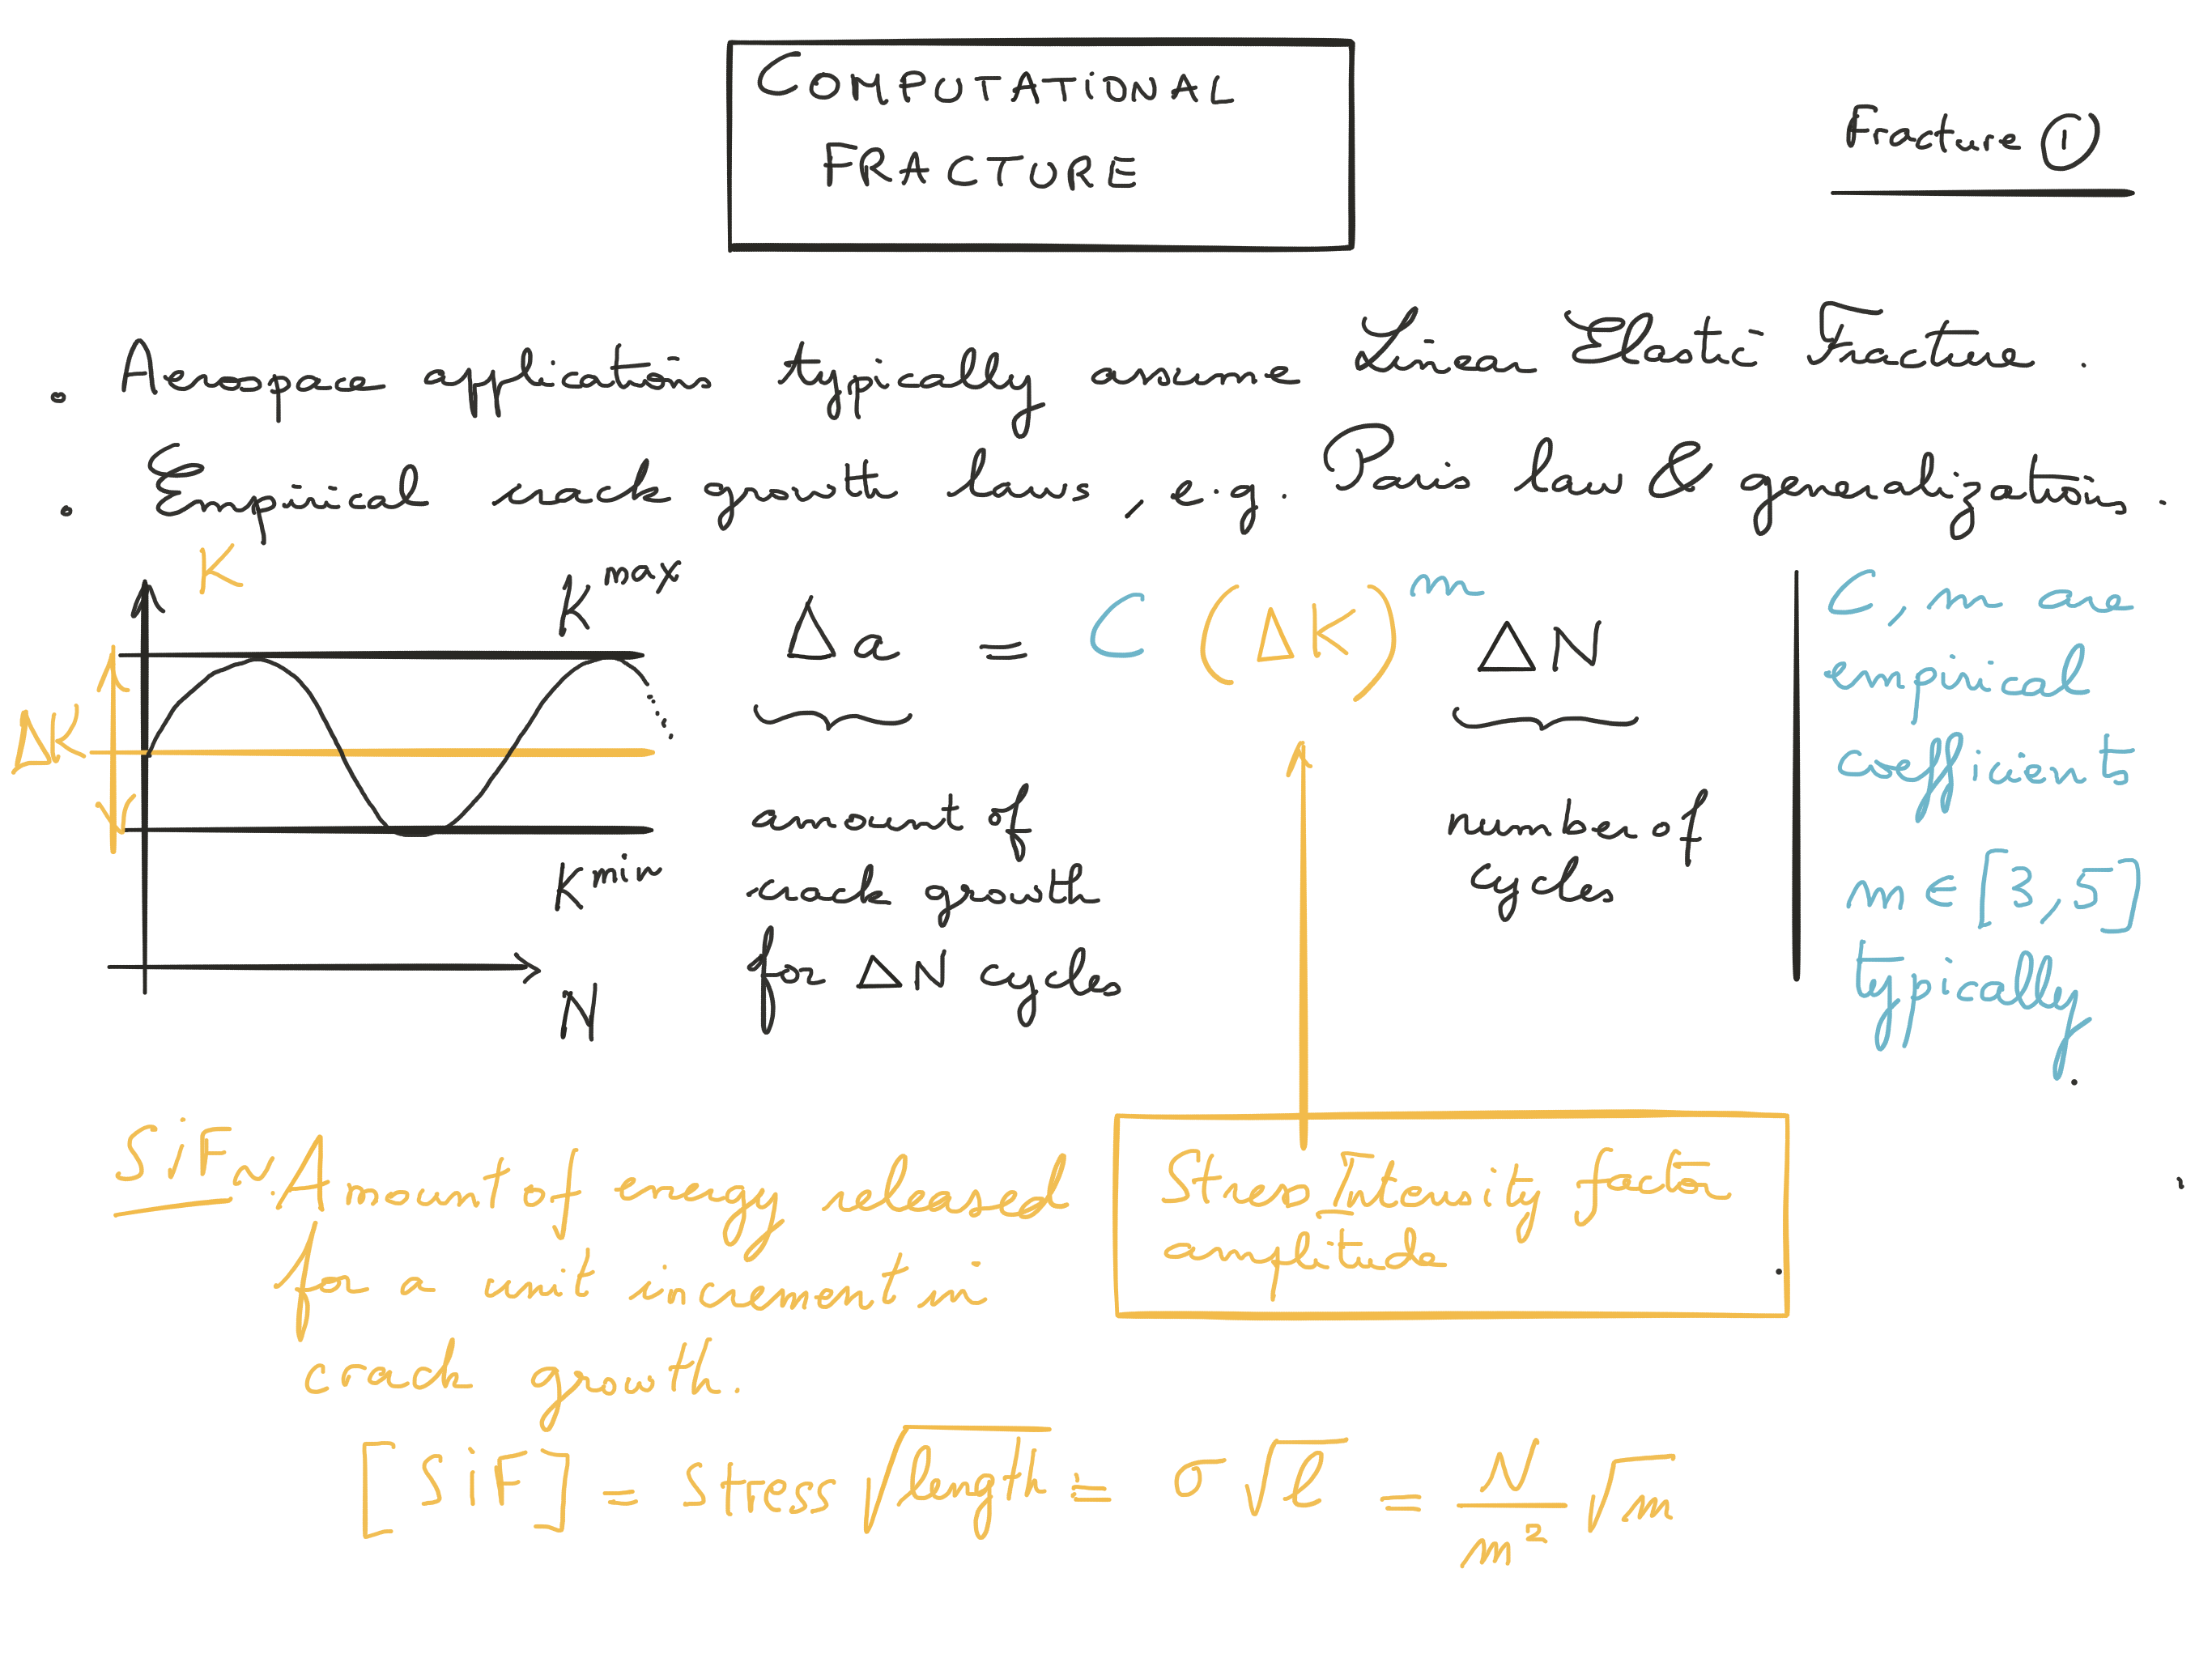 COMPUTATIONAL
FRACTURE
Fracture ①
. Aerospace applications typically assume Linear Elastic Fracture .
. Empirical crack growth laws, e.g. Paris law & generalizations.
K
K^max
ΔK
K^min
N
Δa = C (ΔK)^m ΔN
amount of
crack growth
for ΔN cycles
number of
cycles
C, m are
empirical
coefficients
m ∈ [3,5]
typically.
SiF ~ Amount of energy released
for a unit increment in
crack growth.
Stress Intensity factor
amplitude
[SiF] = Stress √length = σ √l = N/m² √m